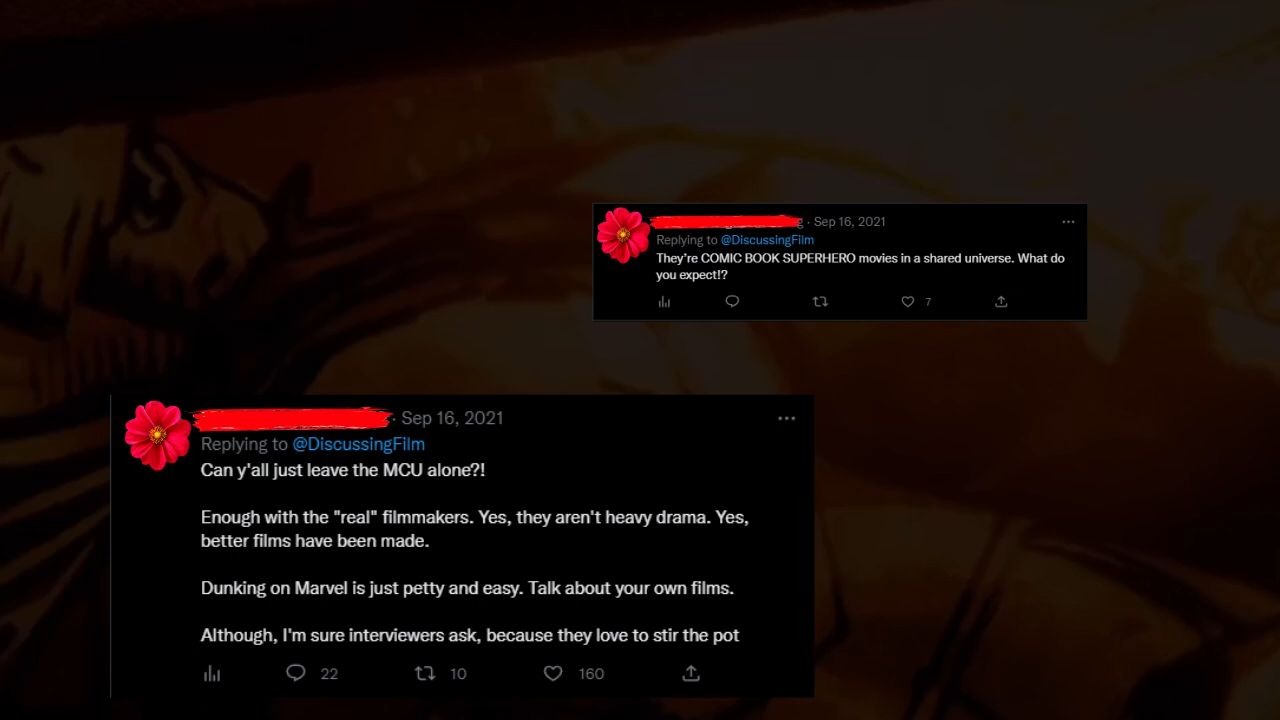 g · Sep 16, 2021
Replying to @DiscussingFilm
They're COMIC BOOK SUPERHERO movies in a shared universe. What do
you expect!?
7
· Sep 16, 2021
Replying to @DiscussingFilm
Can y'all just leave the MCU alone?!
Enough with the "real" filmmakers. Yes, they aren't heavy drama. Yes,
better films have been made.
Dunking on Marvel is just petty and easy. Talk about your own films.
Although, I'm sure interviewers ask, because they love to stir the pot
22 10 160